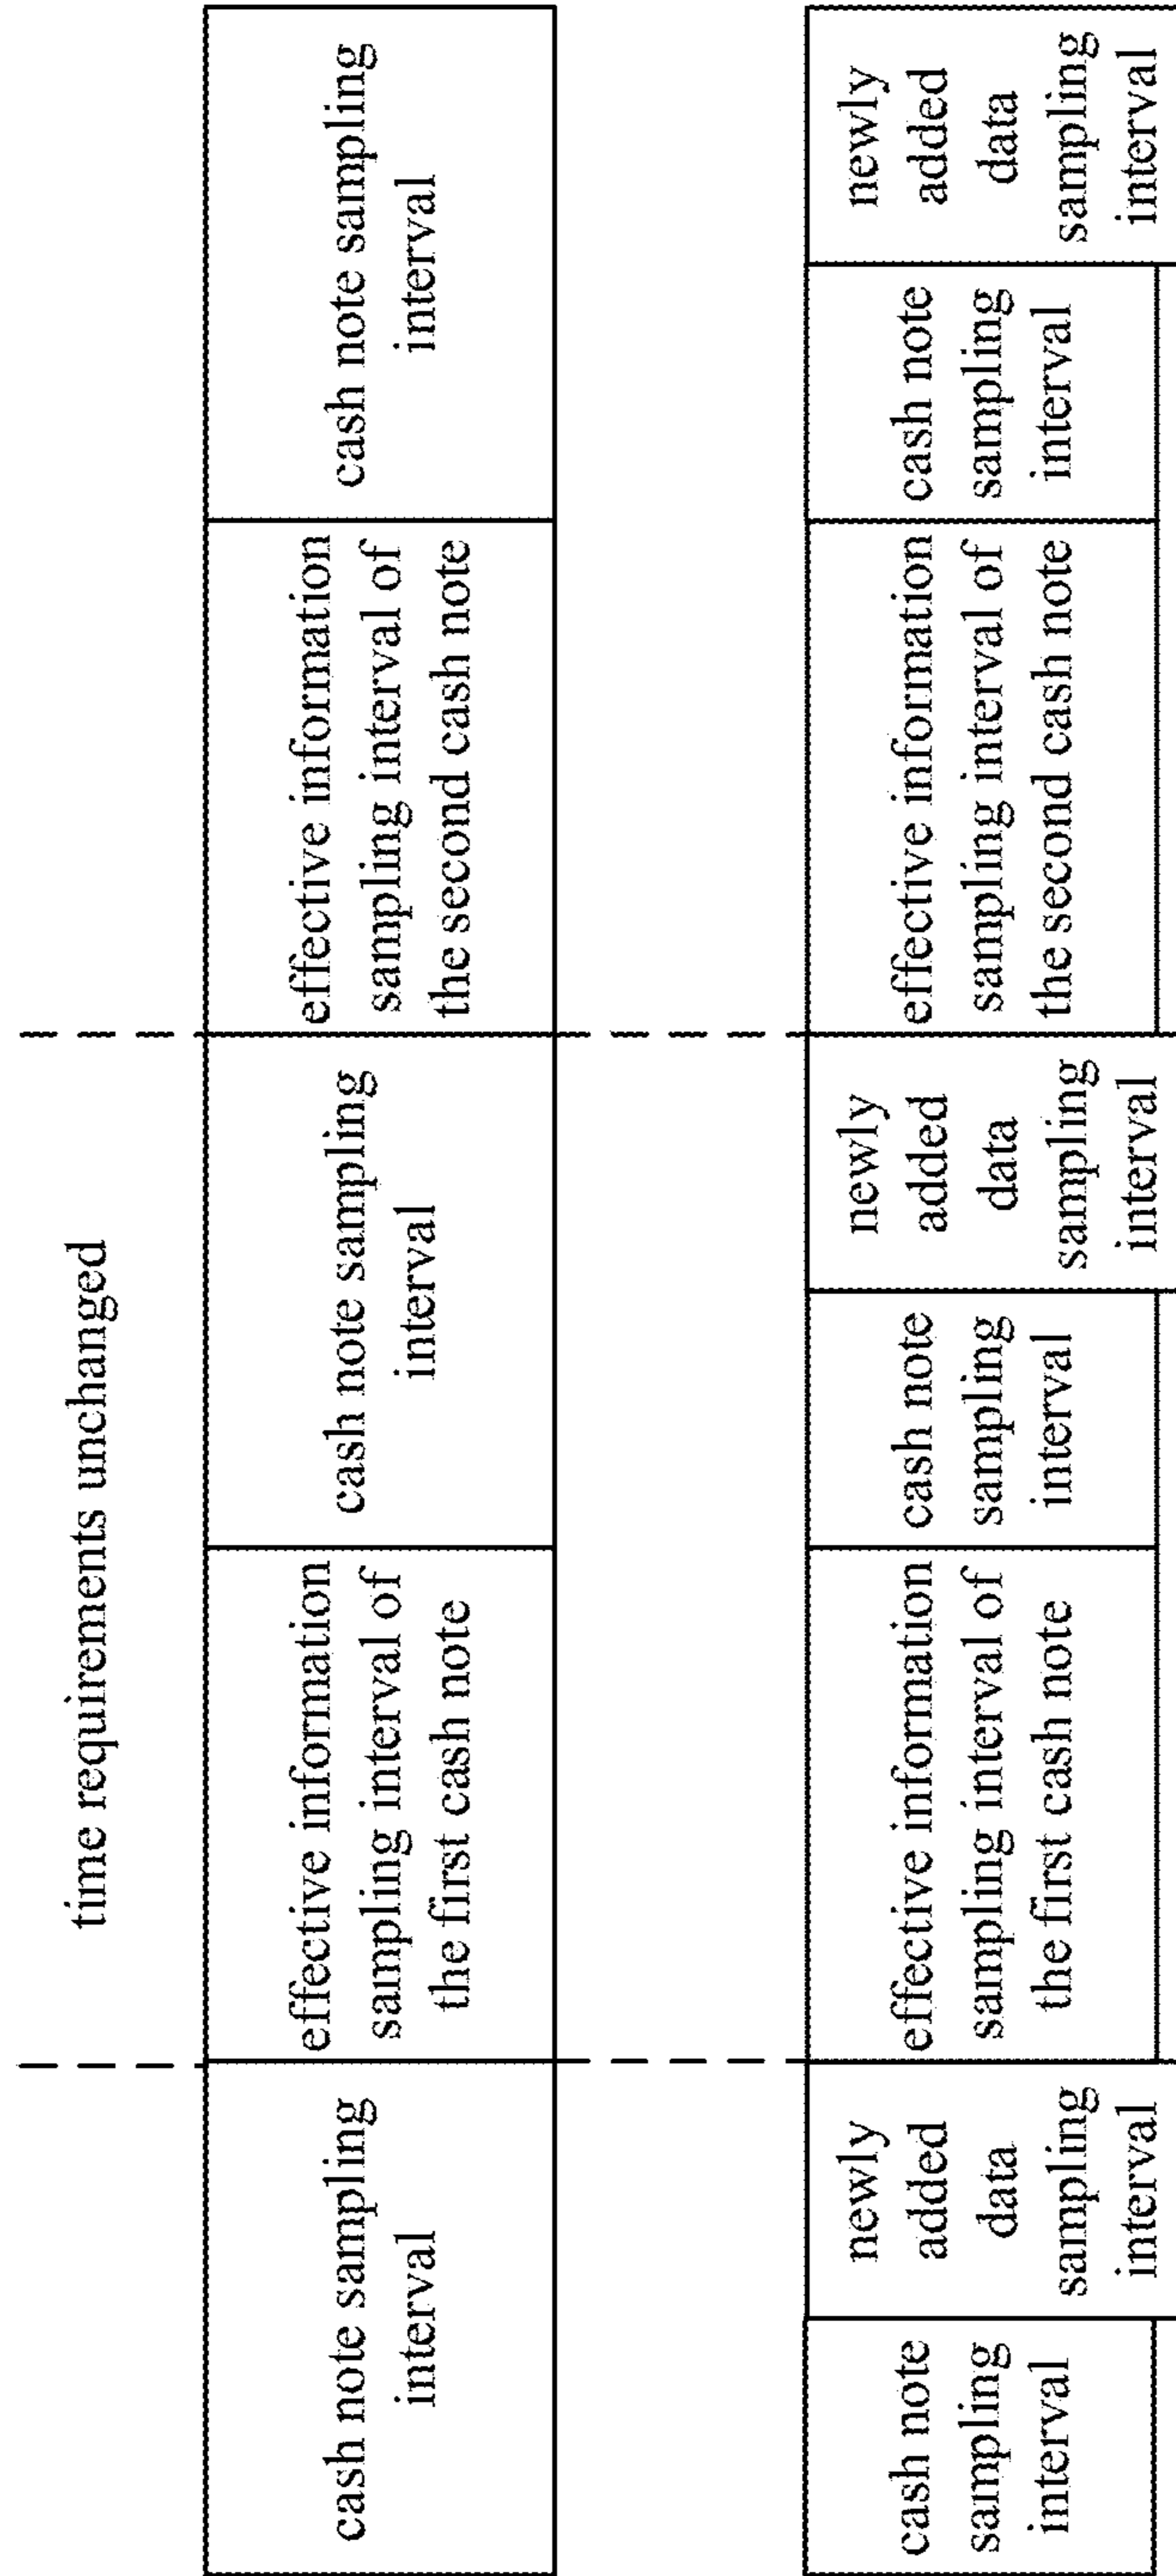 time requirements unchanged
cash note sampling
interval
effective information
sampling interval of
the first cash note
cash note sampling
interval
effective information
sampling interval of
the second cash note
cash note sampling
interval
cash note
sampling
interval
newly
added
data
sampling
interval
effective information
sampling interval of
the first cash note
cash note
sampling
interval
newly
added
data
sampling
interval
effective information
sampling interval of
the second cash note
cash note
sampling
interval
newly
added
data
sampling
interval